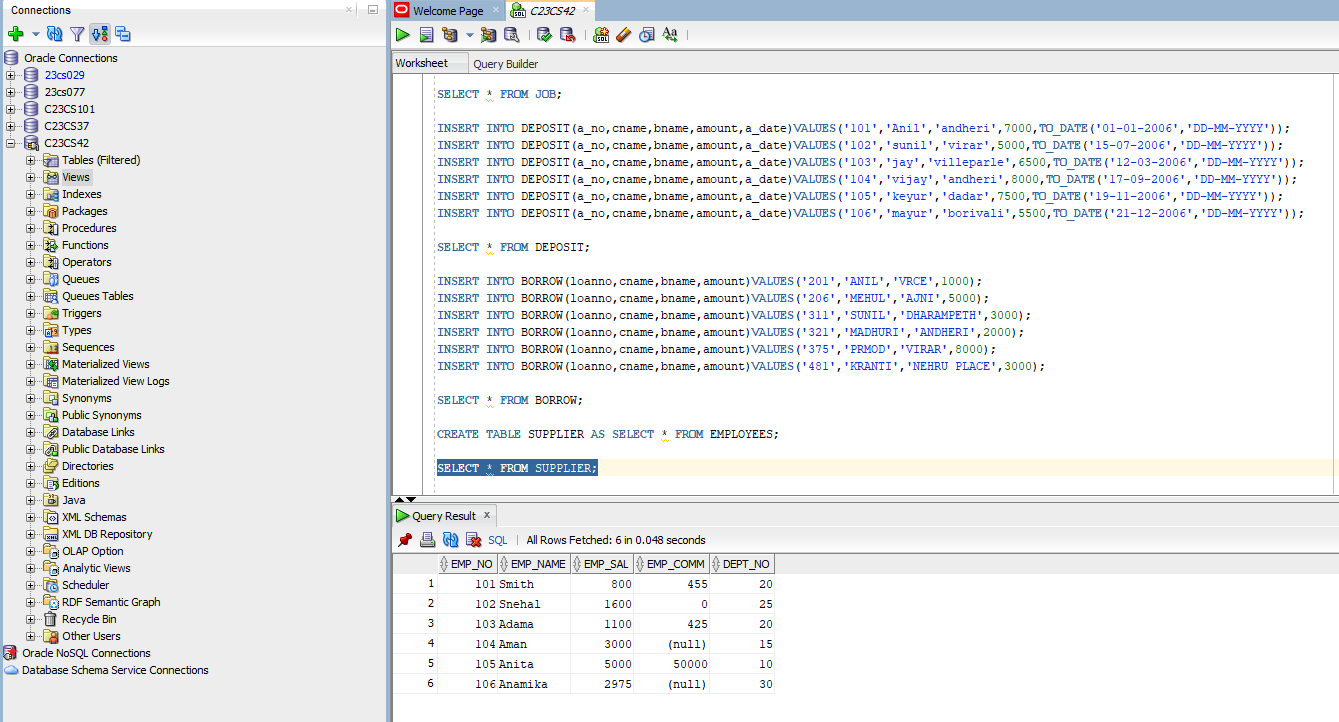 Connections
Oracle Connections
23cs029
23cs077
C23CS101
C23CS37
C23CS42
Tables (Filtered)
Views
Indexes
Packages
Procedures
Functions
Operators
Queues
Queues Tables
Triggers
Types
Sequences
Materialized Views
Materialized View Logs
Synonyms
Public Synonyms
Database Links
Public Database Links
Directories
Editions
Java
XML Schemas
XML DB Repository
OLAP Option
Analytic Views
Scheduler
RDF Semantic Graph
Recycle Bin
Other Users
Oracle NoSQL Connections
Database Schema Service Connections
Welcome Page C23CS42
Worksheet Query Builder
SELECT * FROM JOB;
INSERT INTO DEPOSIT(a_no,cname,bname,amount,a_date)VALUES('101','Anil','andheri',7000,TO_DATE('01-01-2006','DD-MM-YYYY'));
INSERT INTO DEPOSIT(a_no,cname,bname,amount,a_date)VALUES('102','sunil','virar',5000,TO_DATE('15-07-2006','DD-MM-YYYY'));
INSERT INTO DEPOSIT(a_no,cname,bname,amount,a_date)VALUES('103','jay','villeparle',6500,TO_DATE('12-03-2006','DD-MM-YYYY'));
INSERT INTO DEPOSIT(a_no,cname,bname,amount,a_date)VALUES('104','vijay','andheri',8000,TO_DATE('17-09-2006','DD-MM-YYYY'));
INSERT INTO DEPOSIT(a_no,cname,bname,amount,a_date)VALUES('105','keyur','dadar',7500,TO_DATE('19-11-2006','DD-MM-YYYY'));
INSERT INTO DEPOSIT(a_no,cname,bname,amount,a_date)VALUES('106','mayur','borivali',5500,TO_DATE('21-12-2006','DD-MM-YYYY'));
SELECT * FROM DEPOSIT;
INSERT INTO BORROW(loanno,cname,bname,amount)VALUES('201','ANIL','VRCE',1000);
INSERT INTO BORROW(loanno,cname,bname,amount)VALUES('206','MEHUL','AJNI',5000);
INSERT INTO BORROW(loanno,cname,bname,amount)VALUES('311','SUNIL','DHARAMPETH',3000);
INSERT INTO BORROW(loanno,cname,bname,amount)VALUES('321','MADHURI','ANDHERI',2000);
INSERT INTO BORROW(loanno,cname,bname,amount)VALUES('375','PRMOD','VIRAR',8000);
INSERT INTO BORROW(loanno,cname,bname,amount)VALUES('481','KRANTI','NEHRU PLACE',3000);
SELECT * FROM BORROW;
CREATE TABLE SUPPLIER AS SELECT * FROM EMPLOYEES;
SELECT * FROM SUPPLIER;
Query Result
SQL | All Rows Fetched: 6 in 0.048 seconds
EMP_NO EMP_NAME EMP_SAL EMP_COMM DEPT_NO
1 101 Smith 800 455 20
2 102 Snehal 1600 0 25
3 103 Adama 1100 425 20
4 104 Aman 3000 (null) 15
5 105 Anita 5000 50000 10
6 106 Anamika 2975 (null) 30